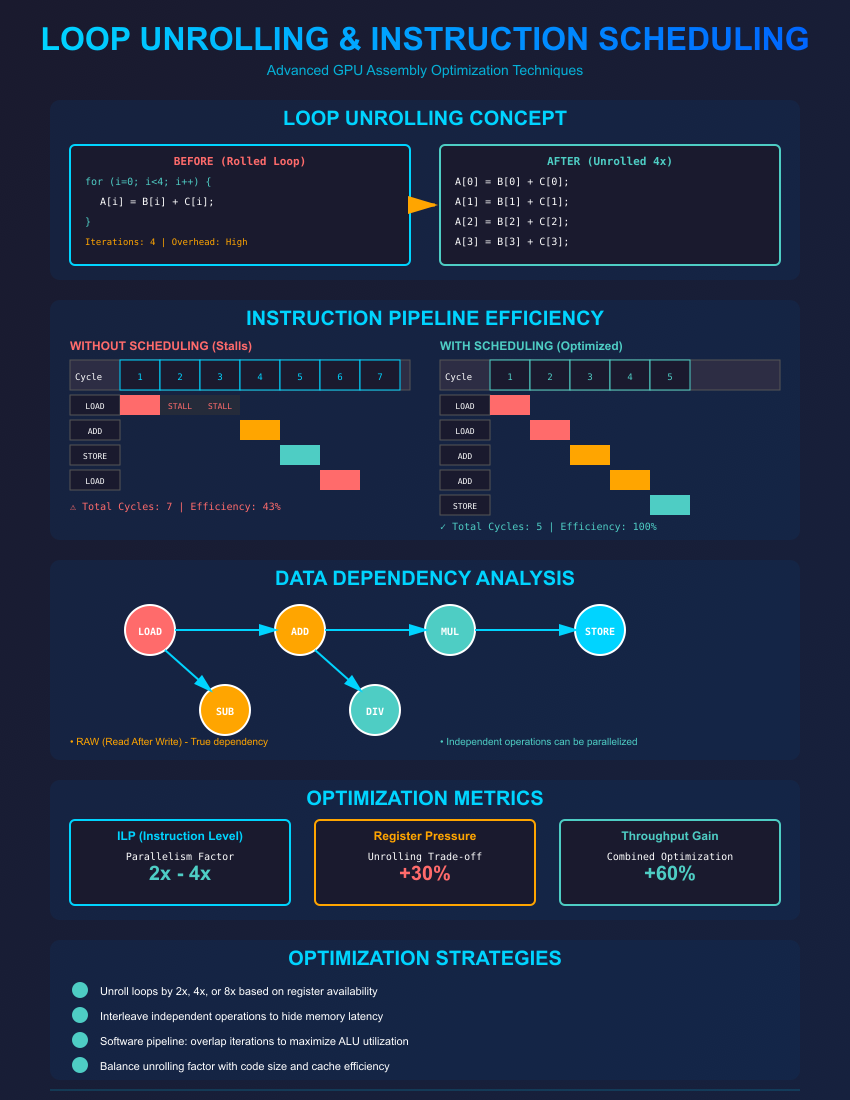 LOOP UNROLLING & INSTRUCTION SCHEDULING
Advanced GPU Assembly Optimization Techniques
LOOP UNROLLING CONCEPT
BEFORE (Rolled Loop)
for (i=0; i<4; i++) {
A[i] = B[i] + C[i];
}
Iterations: 4 | Overhead: High
AFTER (Unrolled 4x)
A[0] = B[0] + C[0];
A[1] = B[1] + C[1];
A[2] = B[2] + C[2];
A[3] = B[3] + C[3];
INSTRUCTION PIPELINE EFFICIENCY
WITHOUT SCHEDULING (Stalls)
Cycle 1 2 3 4 5 6 7
LOAD STALL STALL
ADD
STORE
LOAD
⚠ Total Cycles: 7 | Efficiency: 43%
WITH SCHEDULING (Optimized)
Cycle 1 2 3 4 5
LOAD
LOAD
ADD
ADD
STORE
✓ Total Cycles: 5 | Efficiency: 100%
DATA DEPENDENCY ANALYSIS
LOAD ADD MUL STORE
SUB DIV
• RAW (Read After Write) - True dependency
• Independent operations can be parallelized
OPTIMIZATION METRICS
ILP (Instruction Level)
Parallelism Factor
2x - 4x
Register Pressure
Unrolling Trade-off
+30%
Throughput Gain
Combined Optimization
+60%
OPTIMIZATION STRATEGIES
Unroll loops by 2x, 4x, or 8x based on register availability
Interleave independent operations to hide memory latency
Software pipeline: overlap iterations to maximize ALU utilization
Balance unrolling factor with code size and cache efficiency